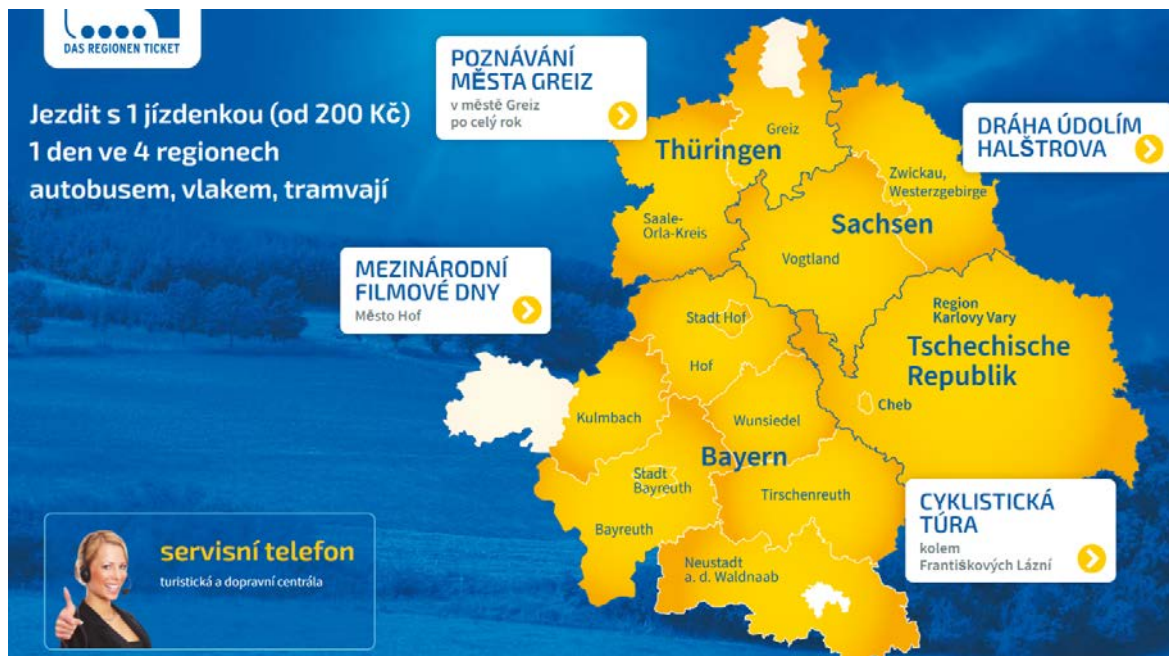 DAS REGIONEN TICKET
Jezdit s 1 jízdenkou (od 200 Kč)
1 den ve 4 regionech
autobusem, vlakem, tramvají
POZNÁVÁNÍ
MĚSTA GREIZ
v městě Greiz
po celý rok
DRÁHA ÚDOLÍM
HALŠTROVA
MEZINÁRODNÍ
FILMOVÉ DNY
Město Hof
Greiz
Thüringen
Zwickau,
Westerzgebirge
Saale-
Orla-Kreis
Sachsen
Vogtland
Region
Karlovy Vary
Stadt Hof
Tschechische
Republik
Hof
Cheb
Kulmbach
Wunsiedel
Bayern
Stadt
Bayreuth
Tirschenreuth
Bayreuth
Neustadt
a. d. Waldnaab
CYKLISTICKÁ
TÚRA
kolem
Františkových Lázní
servisní telefon
turistická a dopravní centrála